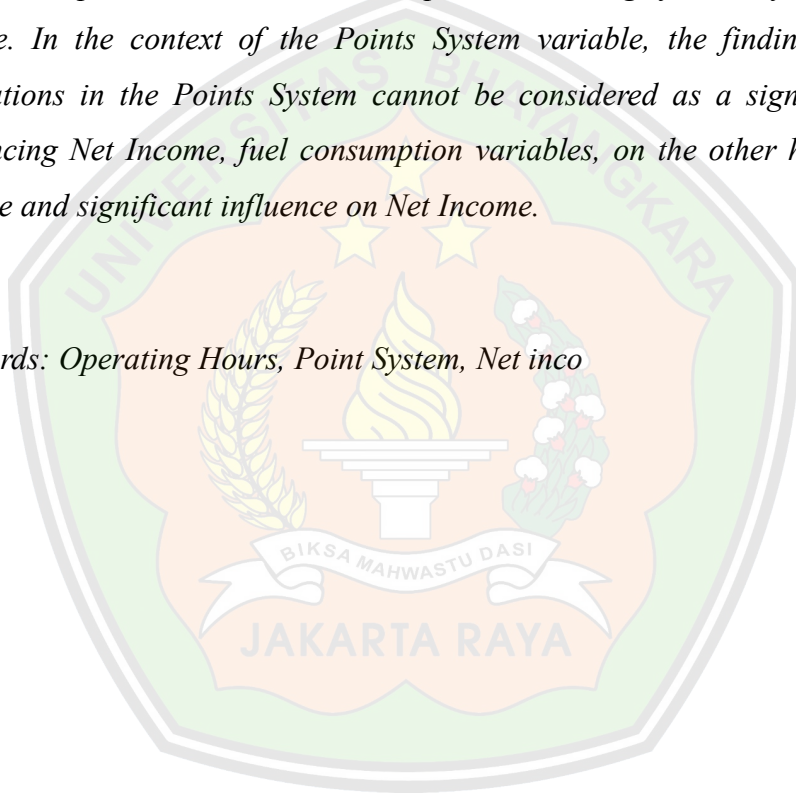 e. In the context of the Points System variable, the findin
ations in the Points System cannot be considered as a sign
ncing Net Income, fuel consumption variables, on the other h
e and significant influence on Net Income.
rds: Operating Hours, Point System, Net inco
UNIVERSITAS BHAYANGKARA
BIKSA MAHWASTU DASI
JAKARTA RAYA